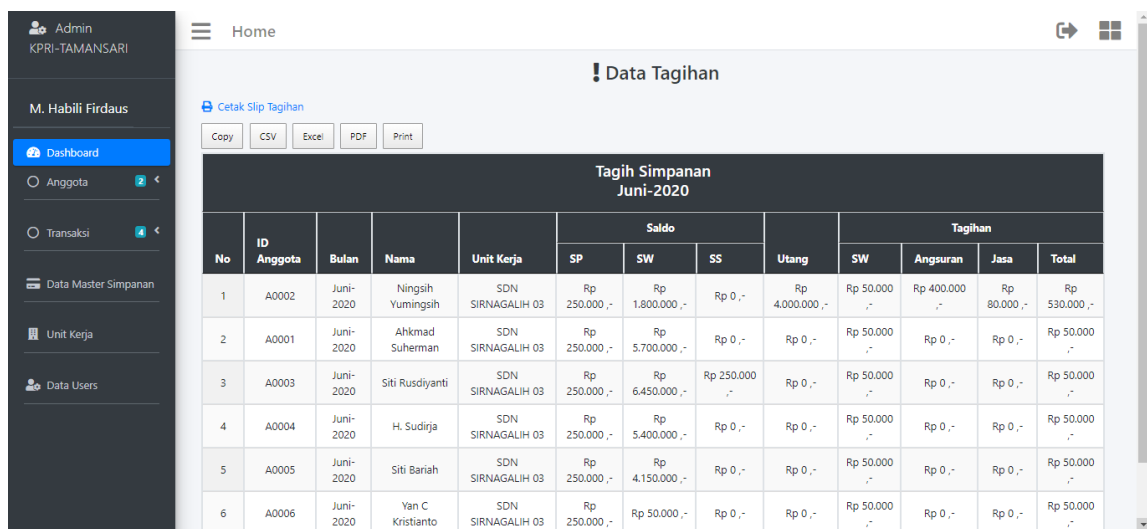 Admin
KPRI-TAMANSARI
M. Habili Firdaus
Dashboard
Anggota 2
Transaksi 4
Data Master Simpanan
Unit Kerja
Data Users
Home
! Data Tagihan
Cetak Slip Tagihan
Copy CSV Excel PDF Print
Tagih Simpanan
Juni-2020
Saldo Tagihan
No ID Anggota Bulan Nama Unit Kerja SP SW SS Utang SW Angsuran Jasa Total
1 A0002 Juni-2020 Ningsih Yumingsih SDN SIRNAGALIH 03 Rp 250.000 ,- Rp 1.800.000 ,- Rp 0 ,- Rp 4.000.000 ,- Rp 50.000 ,- Rp 400.000 ,- Rp 80.000 ,- Rp 530.000 ,-
2 A0001 Juni-2020 Ahkmad Suherman SDN SIRNAGALIH 03 Rp 250.000 ,- Rp 5.700.000 ,- Rp 0 ,- Rp 0 ,- Rp 50.000 ,- Rp 0 ,- Rp 0 ,- Rp 50.000 ,-
3 A0003 Juni-2020 Siti Rusdiyanti SDN SIRNAGALIH 03 Rp 250.000 ,- Rp 6.450.000 ,- Rp 250.000 ,- Rp 0 ,- Rp 50.000 ,- Rp 0 ,- Rp 0 ,- Rp 50.000 ,-
4 A0004 Juni-2020 H. Sudirja SDN SIRNAGALIH 03 Rp 250.000 ,- Rp 5.400.000 ,- Rp 0 ,- Rp 0 ,- Rp 50.000 ,- Rp 0 ,- Rp 0 ,- Rp 50.000 ,-
5 A0005 Juni-2020 Siti Bariah SDN SIRNAGALIH 03 Rp 250.000 ,- Rp 4.150.000 ,- Rp 0 ,- Rp 0 ,- Rp 50.000 ,- Rp 0 ,- Rp 0 ,- Rp 50.000 ,-
6 A0006 Juni-2020 Yan C Kristianto SDN SIRNAGALIH 03 Rp 250.000 ,- Rp 50.000 ,- Rp 0 ,- Rp 0 ,- Rp 50.000 ,- Rp 0 ,- Rp 0 ,- Rp 50.000 ,-